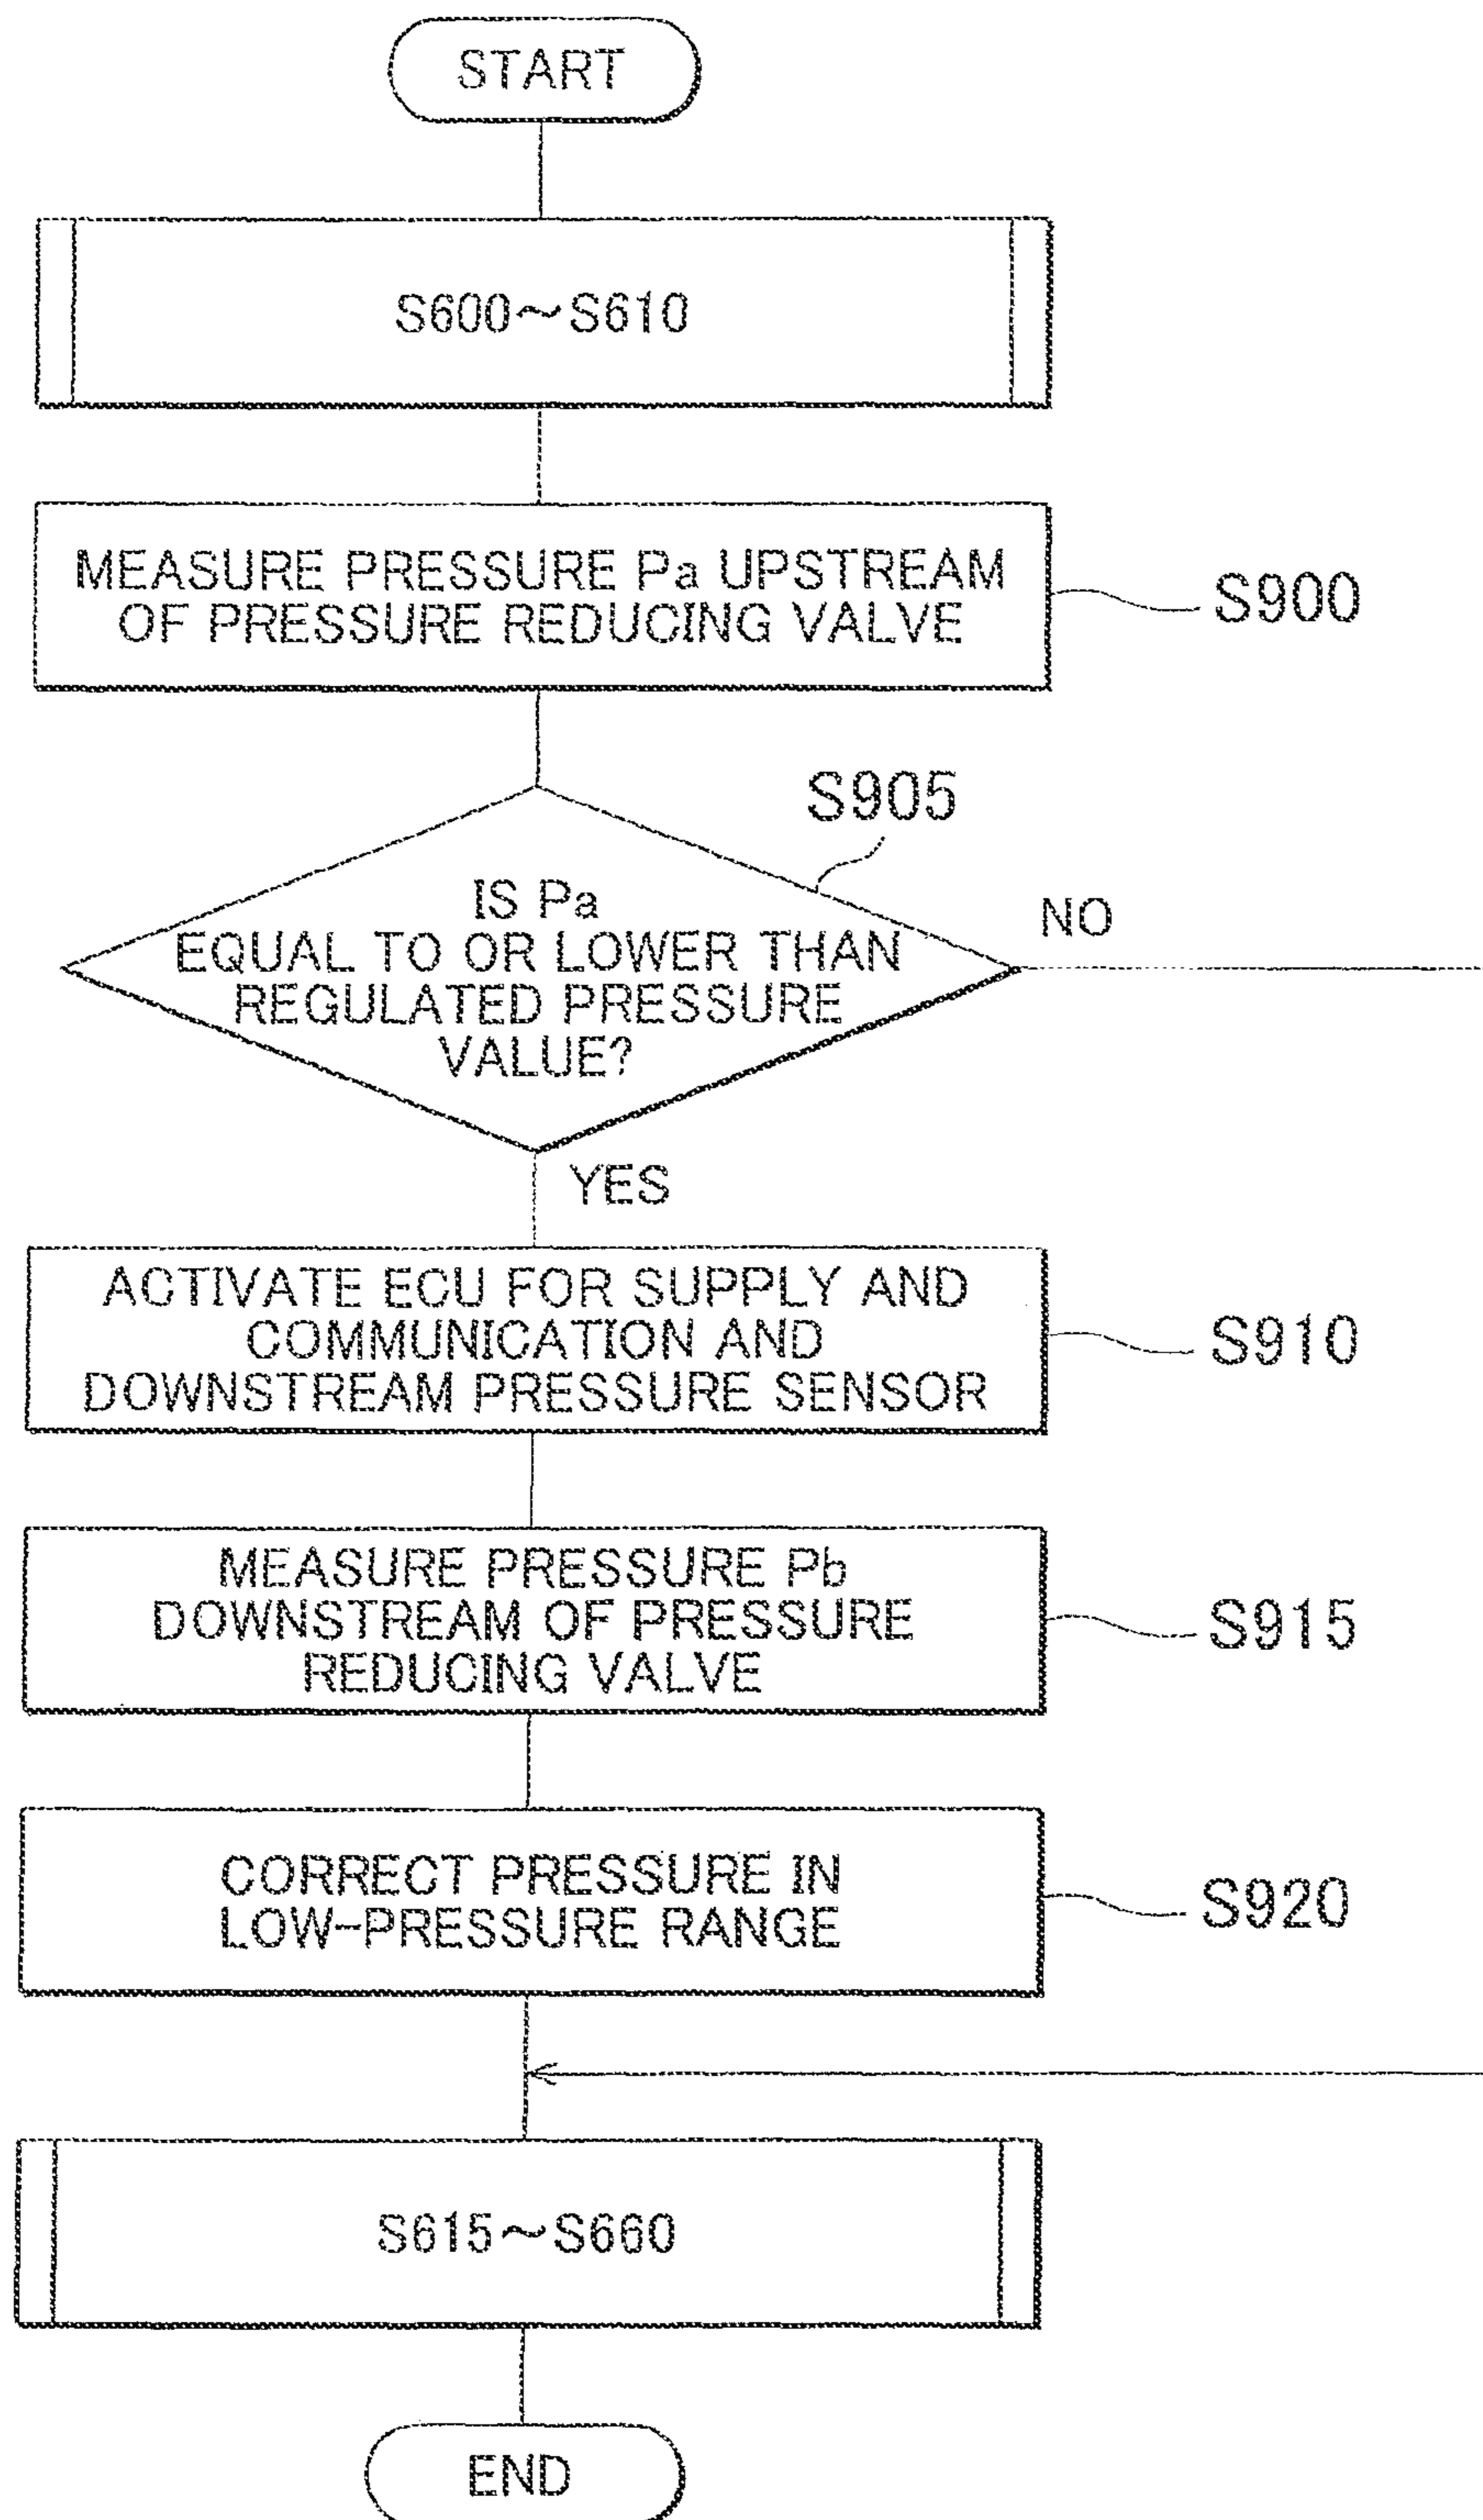 START
S600～S610
MEASURE PRESSURE Pa UPSTREAM
OF PRESSURE REDUCING VALVE
S900
S905
IS Pa
EQUAL TO OR LOWER THAN
REGULATED PRESSURE
VALUE?
NO
YES
ACTIVATE ECU FOR SUPPLY AND
COMMUNICATION AND
DOWNSTREAM PRESSURE SENSOR
S910
MEASURE PRESSURE Pb
DOWNSTREAM OF PRESSURE
REDUCING VALVE
S915
CORRECT PRESSURE IN
LOW-PRESSURE RANGE
S920
S615～S660
END